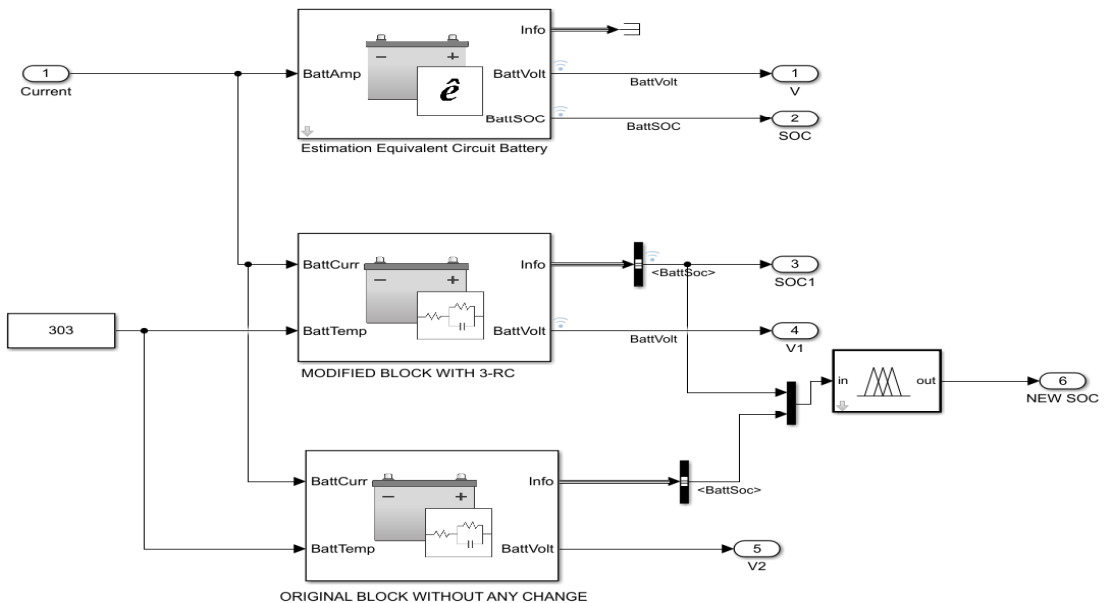 Info
1
Current
BattAmp
− +
ê
BattVolt
BattVolt
1
V
BattSOC
BattSOC
2
SOC
Estimation Equivalent Circuit Battery
BattCurr
− +
Info
<BattSoc>
3
SOC1
303
BattTemp
BattVolt
BattVolt
4
V1
MODIFIED BLOCK WITH 3-RC
in
out
6
NEW SOC
BattCurr
− +
Info
<BattSoc>
BattTemp
BattVolt
5
V2
ORIGINAL BLOCK WITHOUT ANY CHANGE